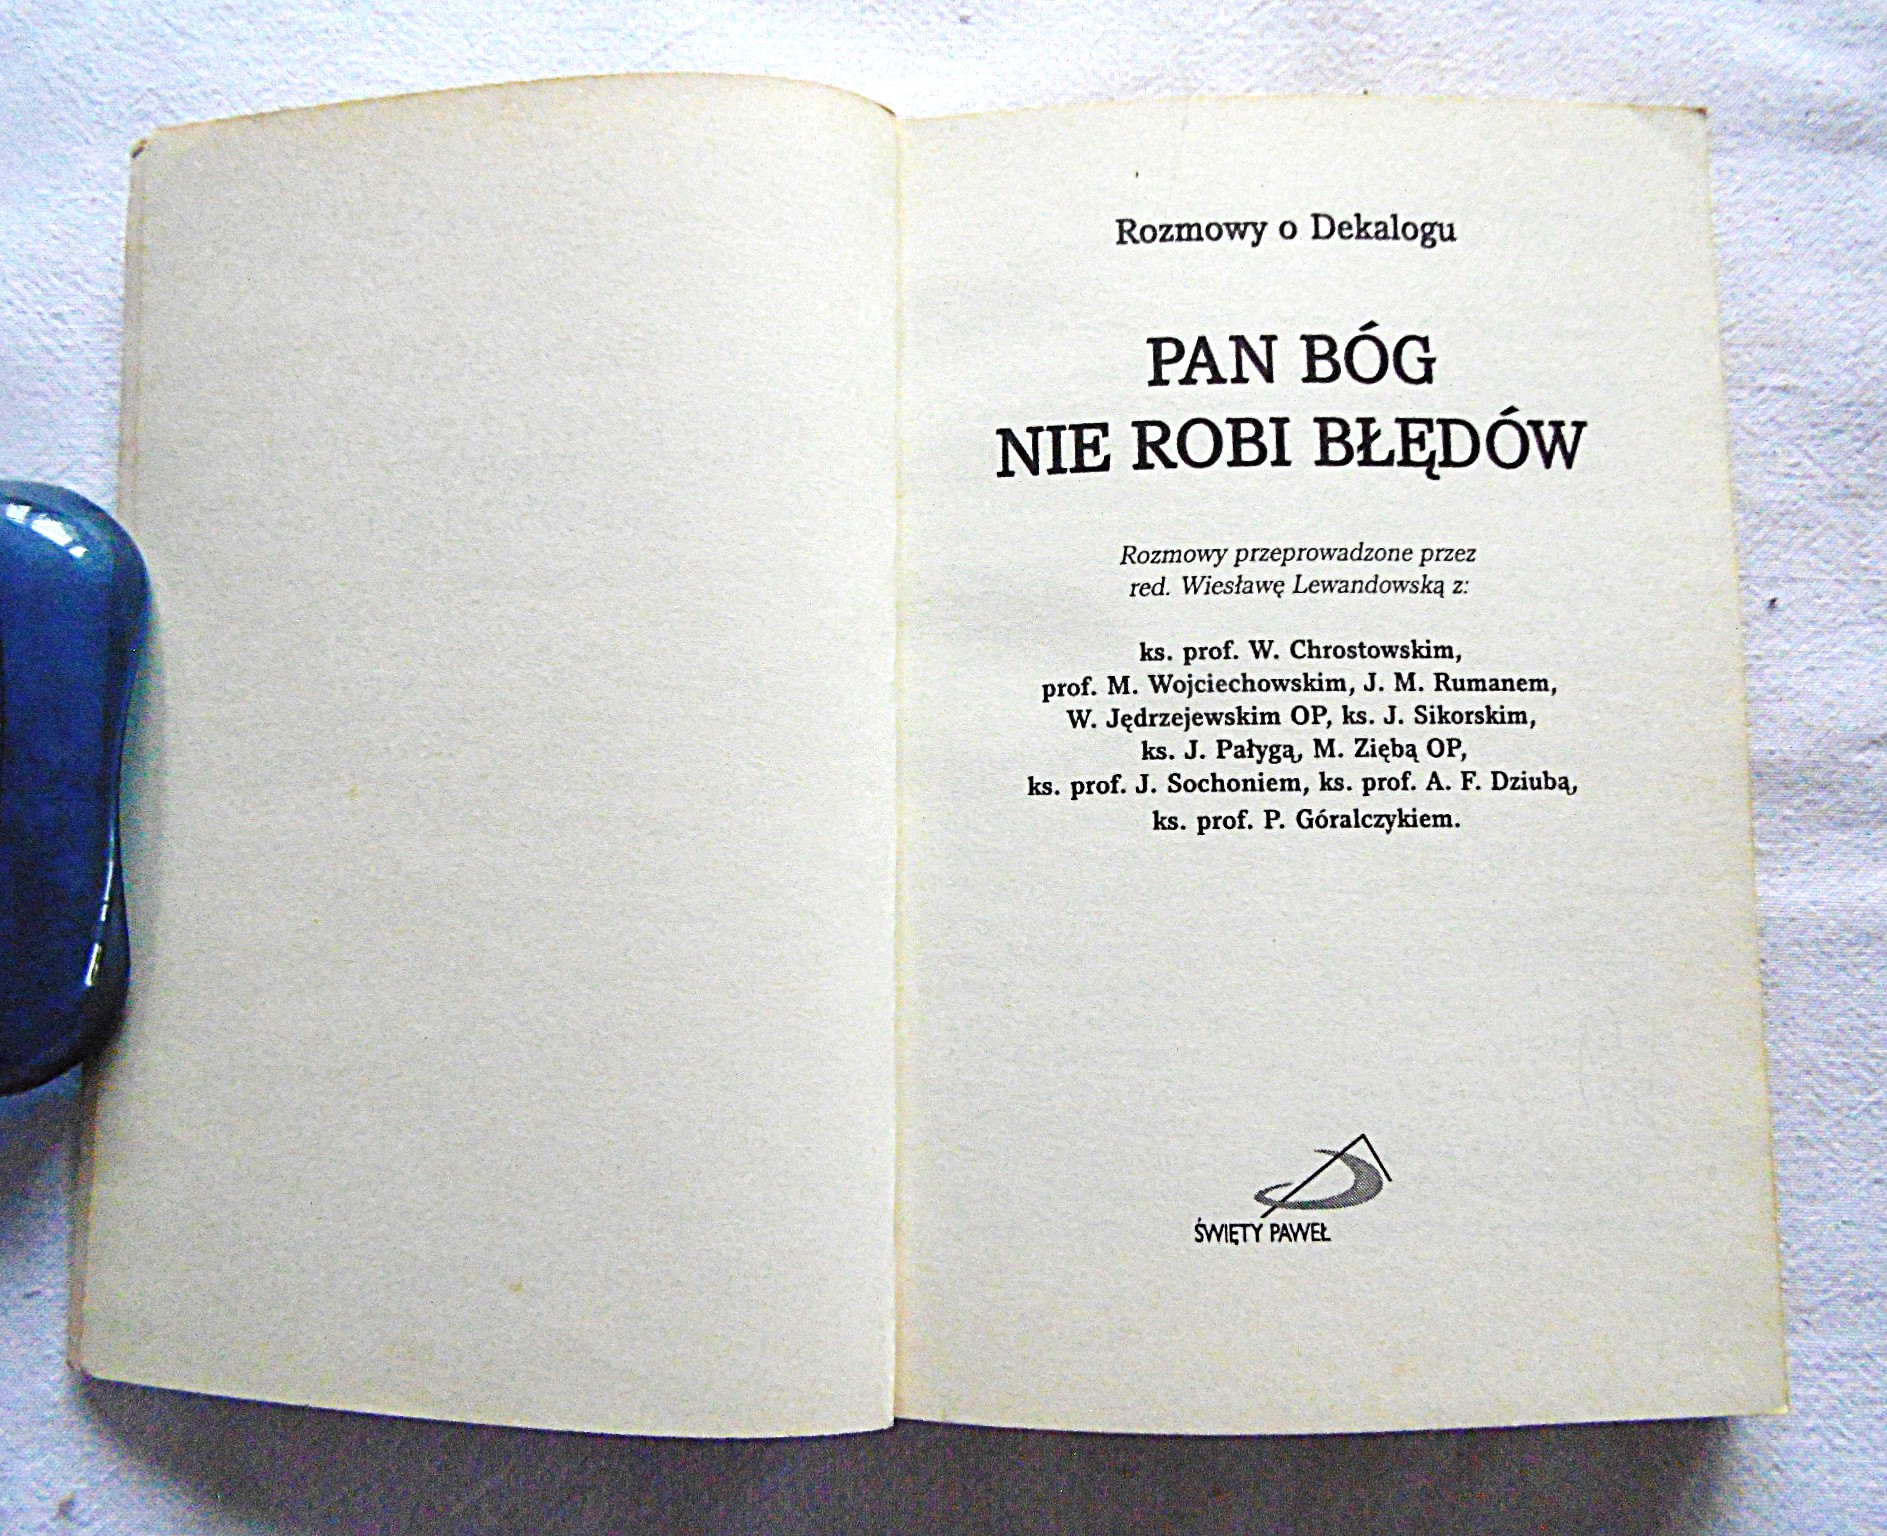 Rozmowy o Dekalogu
PAN BÓG
NIE ROBI BŁĘDÓW
Rozmowy przeprowadzone przez
red. Wiesławę Lewandowską z:
ks. prof. W. Chrostowskim,
prof. M. Wojciechowskim, J. M. Rumanem,
W. Jędrzejewskim OP, ks. J. Sikorskim,
ks. J. Pałygą, M. Ziębą OP,
ks. prof. J. Sochoniem, ks. prof. A. F. Dziubą,
ks. prof. P. Góralczykiem.
ŚWIĘTY PAWEŁ